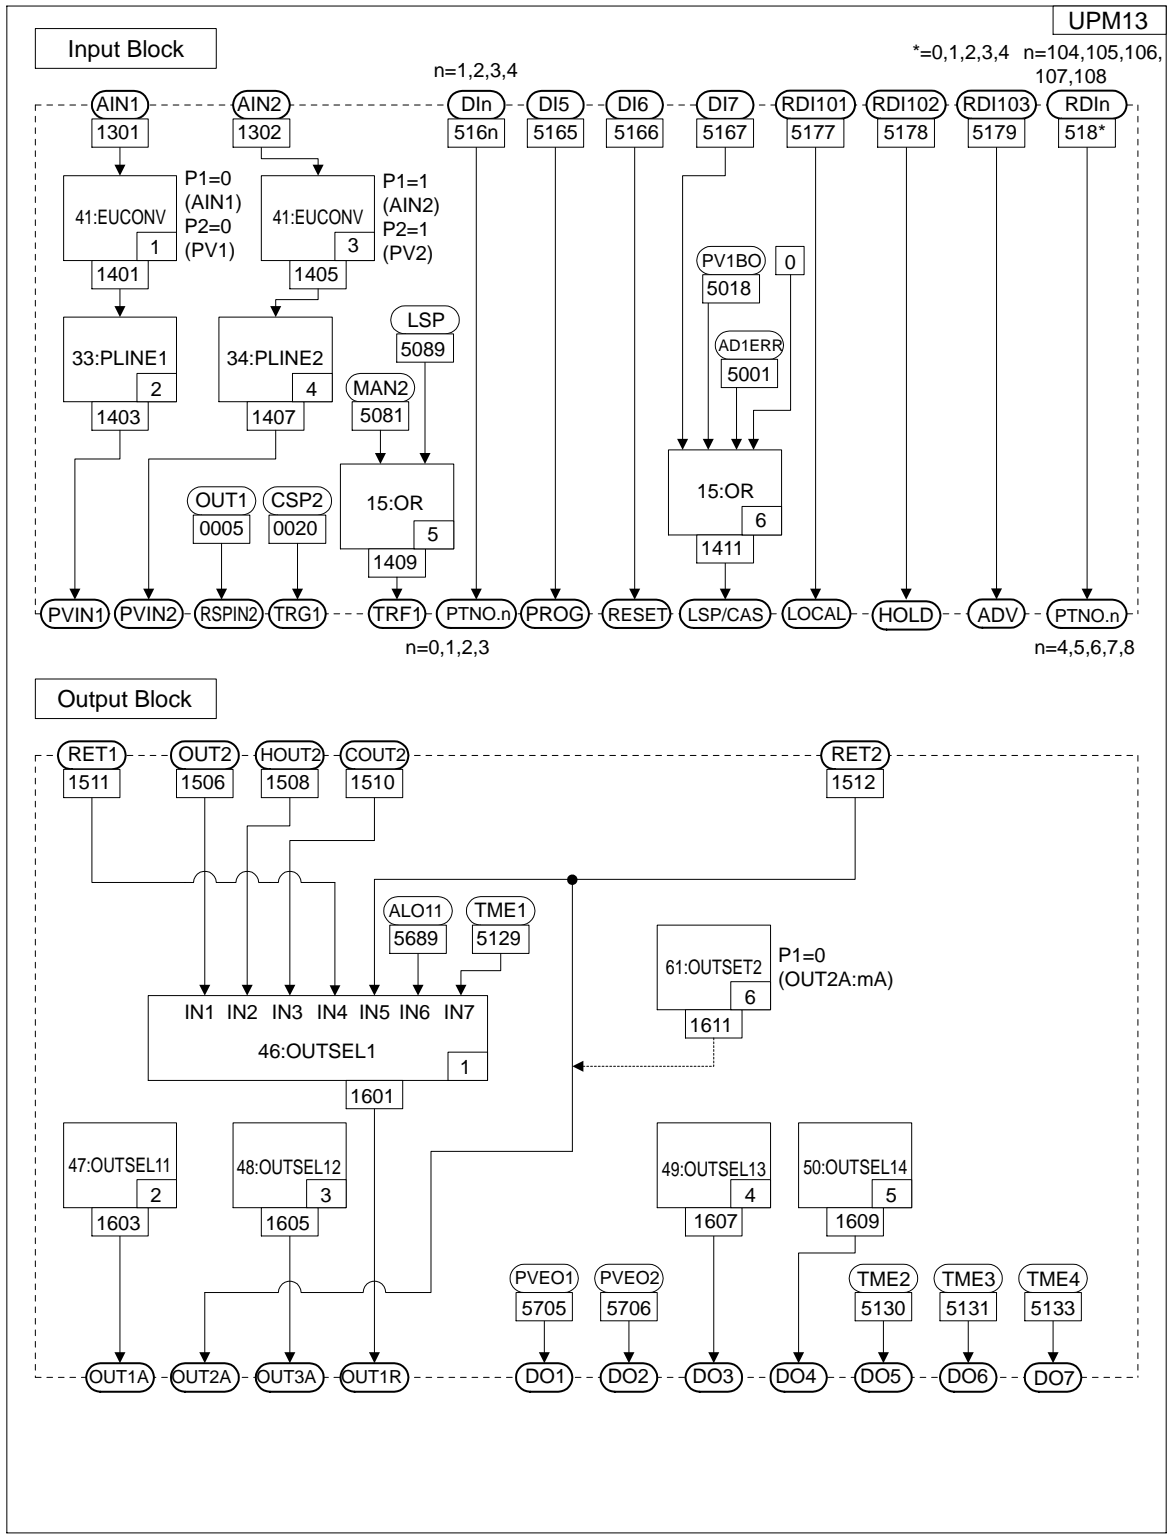 UPM13
Input Block
*=0,1,2,3,4 n=104,105,106,
107,108
n=1,2,3,4
AIN1 AIN2 DIn DI5 DI6 DI7 RDI101 RDI102 RDI103 RDIn
1301 1302 516n 5165 5166 5167 5177 5178 5179 518*
P1=0
(AIN1)
P2=0
(PV1)
41:EUCONV
1
P1=1
(AIN2)
P2=1
(PV2)
41:EUCONV
3
1401 1405
PV1BO
5018
0
LSP
5089
33:PLINE1
2
34:PLINE2
4
AD1ERR
5001
MAN2
5081
1403 1407
15:OR
5
15:OR
6
OUT1 CSP2
0005 0020
1409 1411
PVIN1 PVIN2 RSPIN2 TRG1 TRF1 PTNO.n PROG RESET LSP/CAS LOCAL HOLD ADV PTNO.n
n=0,1,2,3 n=4,5,6,7,8
Output Block
RET1 OUT2 HOUT2 COUT2 RET2
1511 1506 1508 1510 1512
ALO11 TME1
5689 5129
61:OUTSET2
6
P1=0
(OUT2A:mA)
1611
IN1 IN2 IN3 IN4 IN5 IN6 IN7
46:OUTSEL1
1
1601
47:OUTSEL11
2
48:OUTSEL12
3
49:OUTSEL13
4
50:OUTSEL14
5
1603 1605 1607 1609
PVEO1 PVEO2 TME2 TME3 TME4
5705 5706 5130 5131 5133
OUT1A OUT2A OUT3A OUT1R DO1 DO2 DO3 DO4 DO5 DO6 DO7